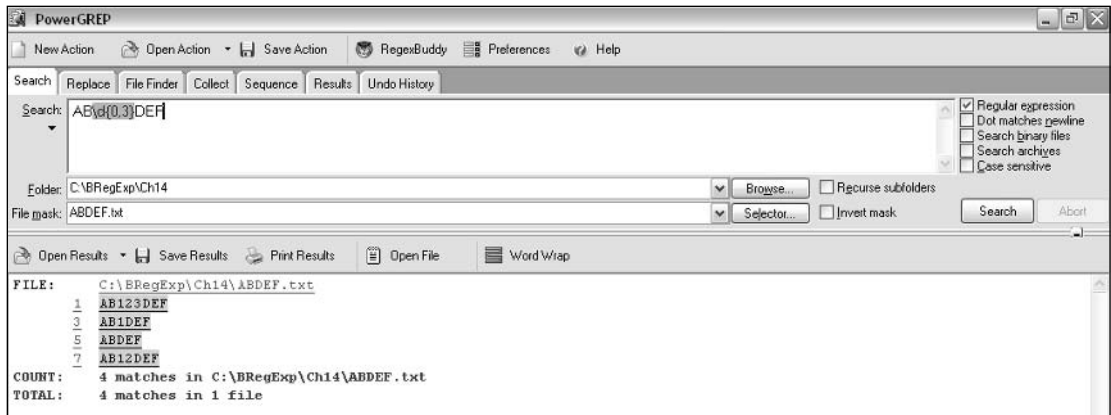 PowerGREP
New Action Open Action Save Action RegexBuddy Preferences Help
Search Replace File Finder Collect Sequence Results Undo History
Search: AB\d{0,3}DEF
Regular expression
Dot matches newline
Search binary files
Search archives
Case sensitive
Folder: C:\BRegExp\Ch14 Browse... Recurse subfolders
File mask: ABDEF.txt Selector... Invert mask Search Abort
Open Results Save Results Print Results Open File Word Wrap
FILE: C:\BRegExp\Ch14\ABDEF.txt
1 AB123DEF
3 AB1DEF
5 ABDEF
7 AB12DEF
COUNT: 4 matches in C:\BRegExp\Ch14\ABDEF.txt
TOTAL: 4 matches in 1 file